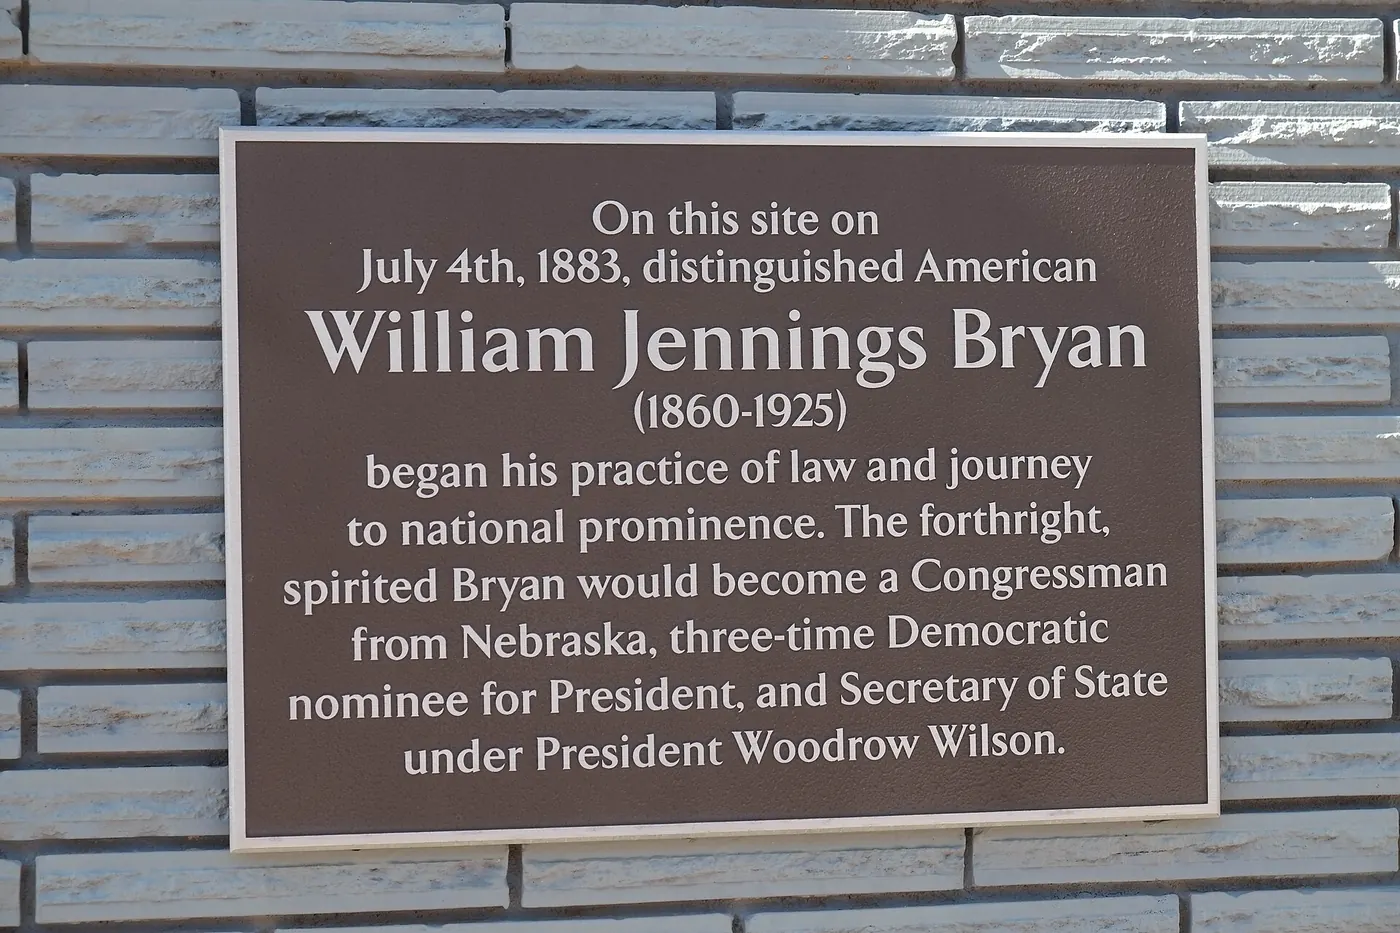 On this site on
July 4th, 1883, distinguished American
William Jennings Bryan
(1860-1925)
began his practice of law and journey
to national prominence. The forthright,
spirited Bryan would become a Congressman
from Nebraska, three-time Democratic
nominee for President, and Secretary of State
under President Woodrow Wilson.